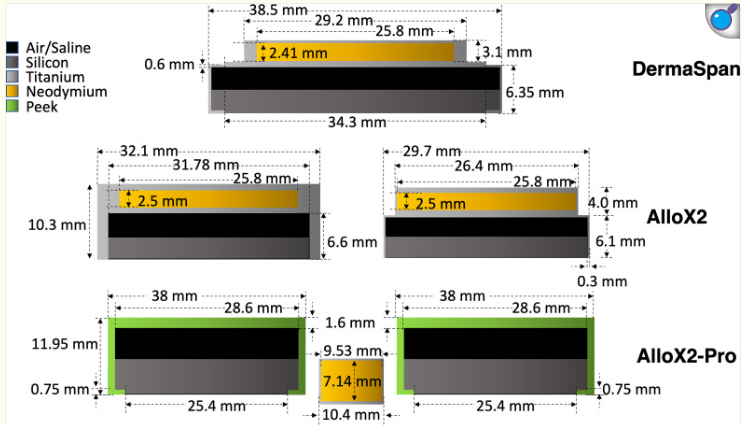 38.5 mm
29.2 mm
25.8 mm
2.41 mm
3.1 mm
0.6 mm
6.35 mm
34.3 mm
DermaSpan
Air/Saline
Silicon
Titanium
Neodymium
Peek
32.1 mm
31.78 mm
25.8 mm
2.5 mm
10.3 mm
6.6 mm
29.7 mm
26.4 mm
25.8 mm
2.5 mm
4.0 mm
6.1 mm
0.3 mm
AlloX2
38 mm
28.6 mm
1.6 mm
11.95 mm
0.75 mm
25.4 mm
9.53 mm
7.14 mm
10.4 mm
38 mm
28.6 mm
0.75 mm
25.4 mm
AlloX2-Pro